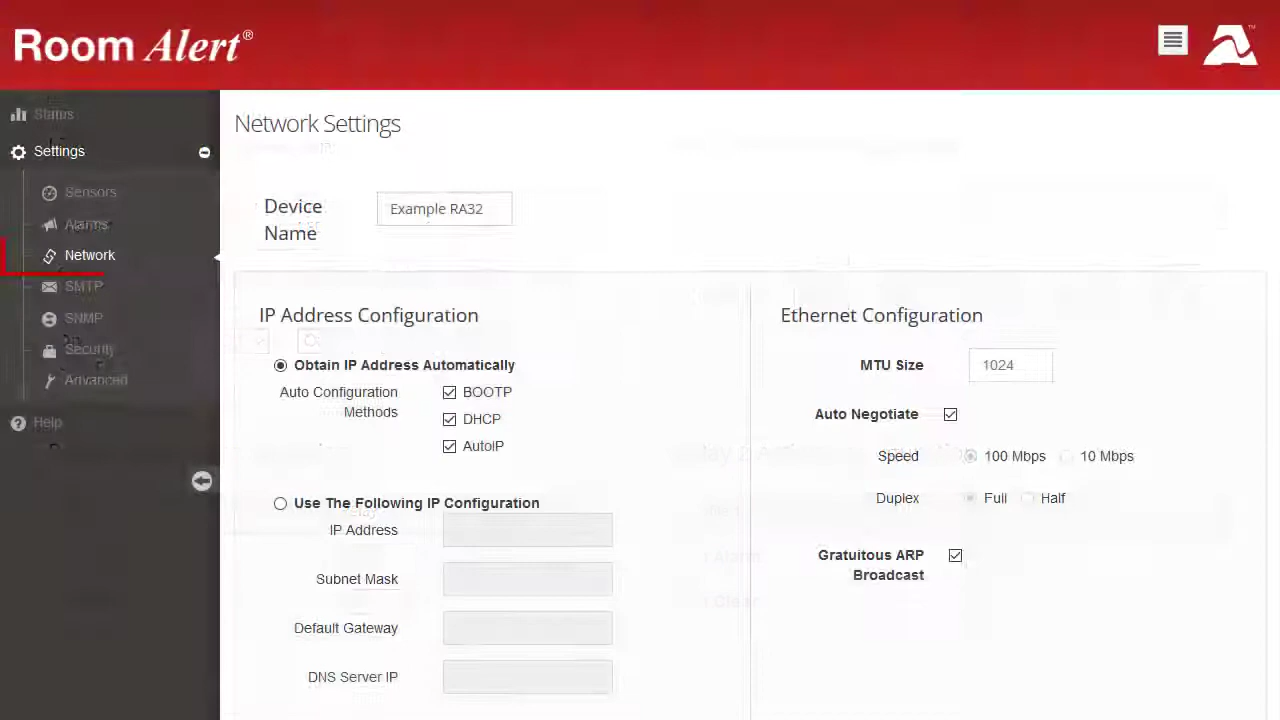 Room Alert®
Status
Settings
Sensors
Alarms
Network
SMTP
SNMP
Security
Advanced
Help
Network Settings
Device
Name
Example RA32
IP Address Configuration
Obtain IP Address Automatically
Auto Configuration
Methods
BOOTP
DHCP
AutoIP
Use The Following IP Configuration
IP Address
Subnet Mask
Default Gateway
DNS Server IP
Ethernet Configuration
MTU Size
1024
Auto Negotiate
Speed
100 Mbps
10 Mbps
Duplex
Full
Half
Gratuitous ARP
Broadcast